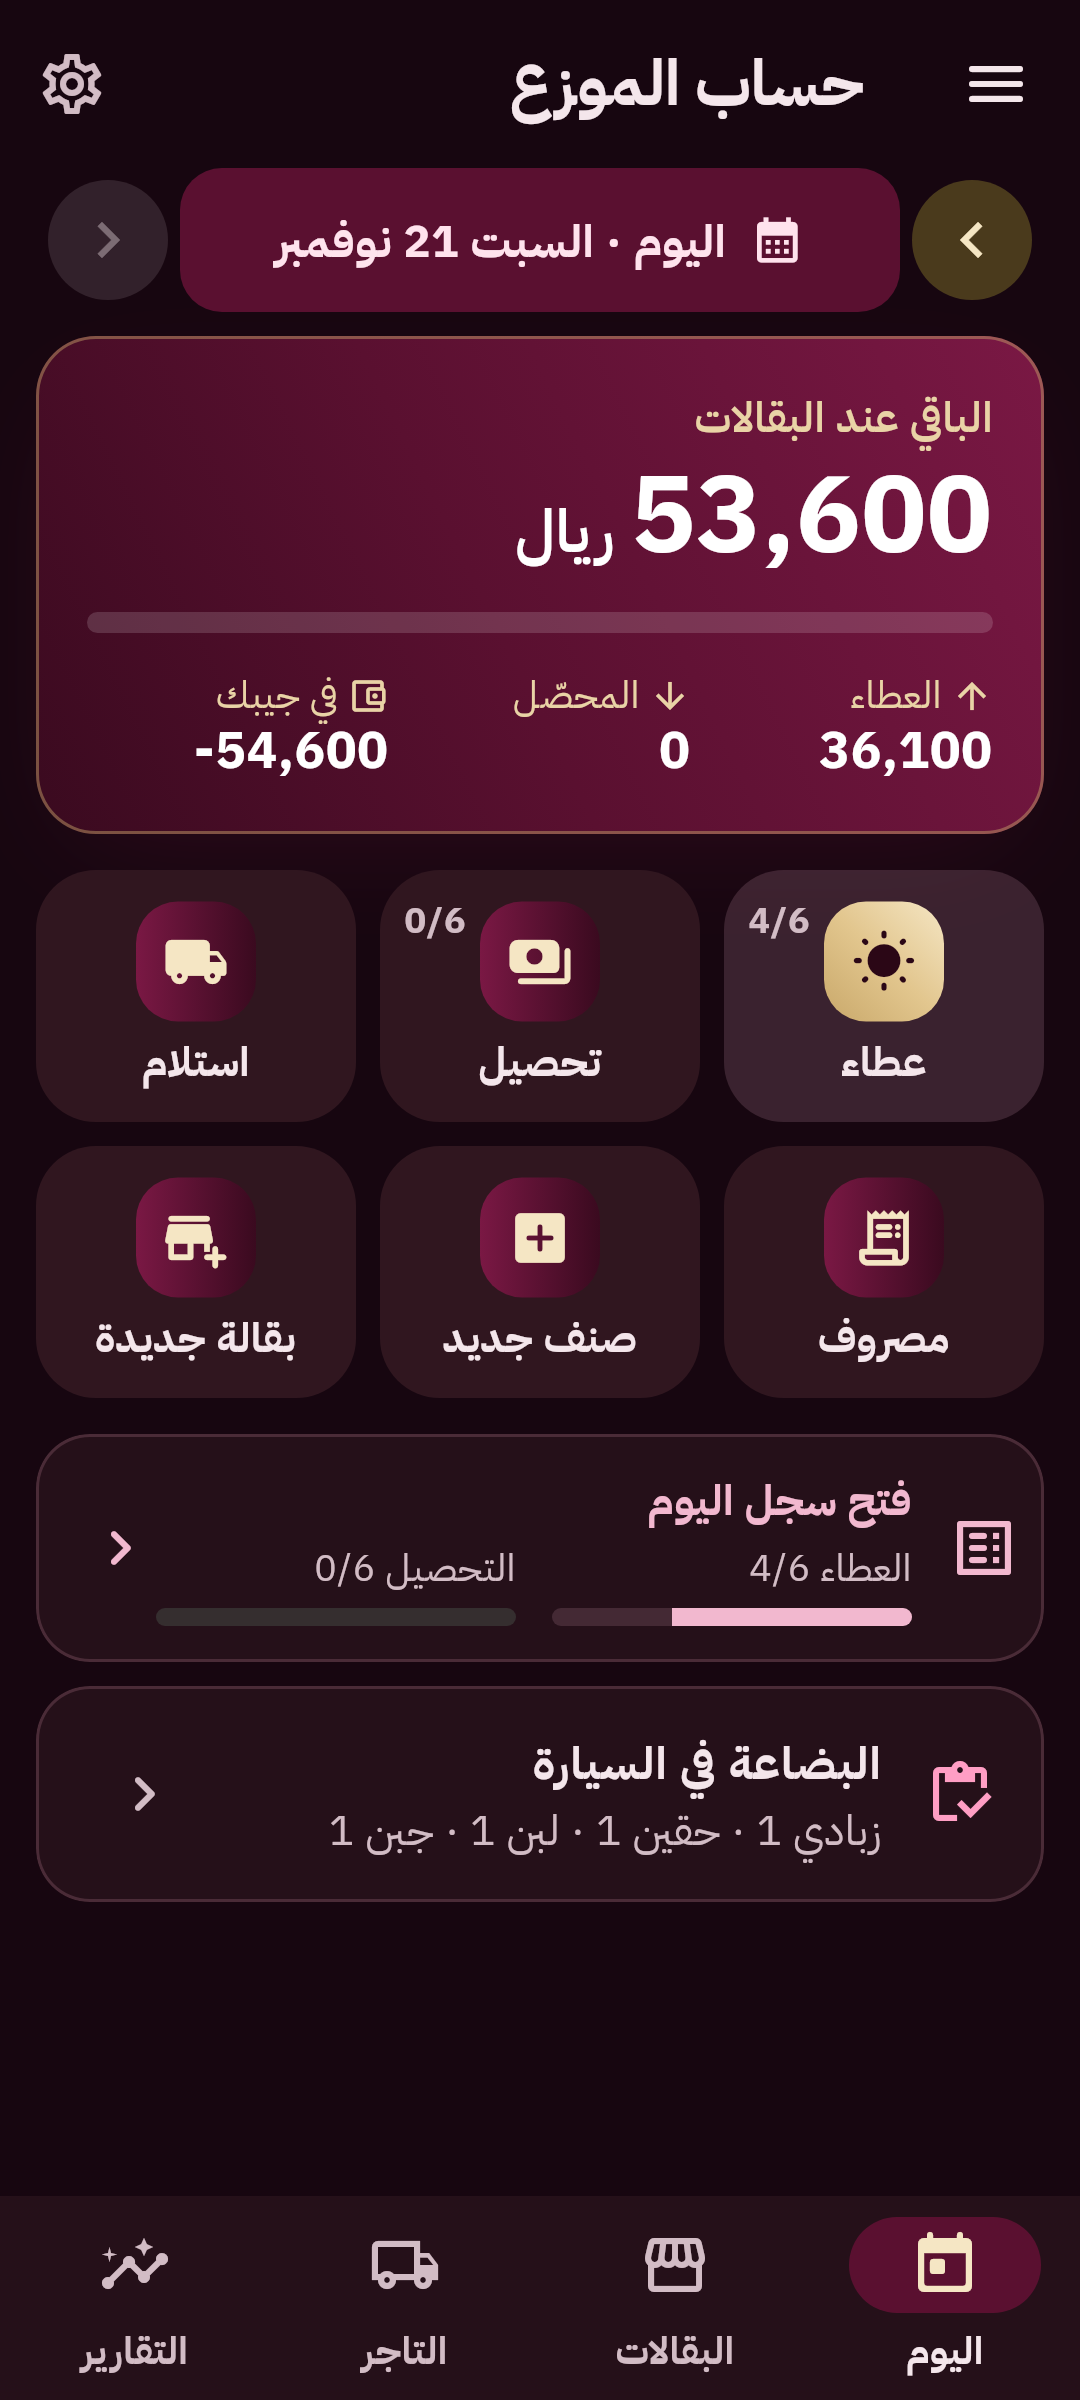 حساب الموزع
اليوم · السبت 21 نوفمبر
الباقي عند البقالات
53,600 ريال
العطاء
36,100
المحصّل
0
في جيبك
-54,600
4/6
عطاء
0/6
تحصيل
استلام
مصروف
صنف جديد
بقالة جديدة
فتح سجل اليوم
العطاء 4/6
التحصيل 0/6
البضاعة في السيارة
زبادي 1 · حقين 1 · لبن 1 · جبن 1
اليوم
البقالات
التاجر
التقارير